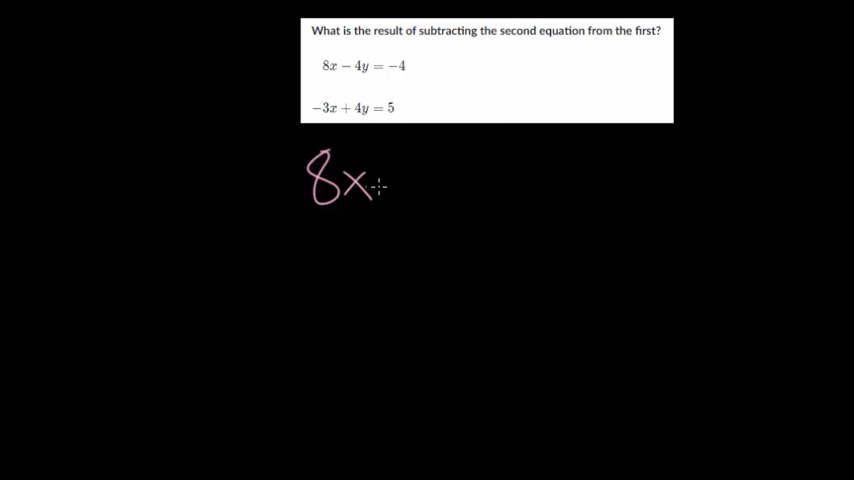 What is the result of subtracting the second equation from the first?
8x − 4y = −4
−3x + 4y = 5
8x